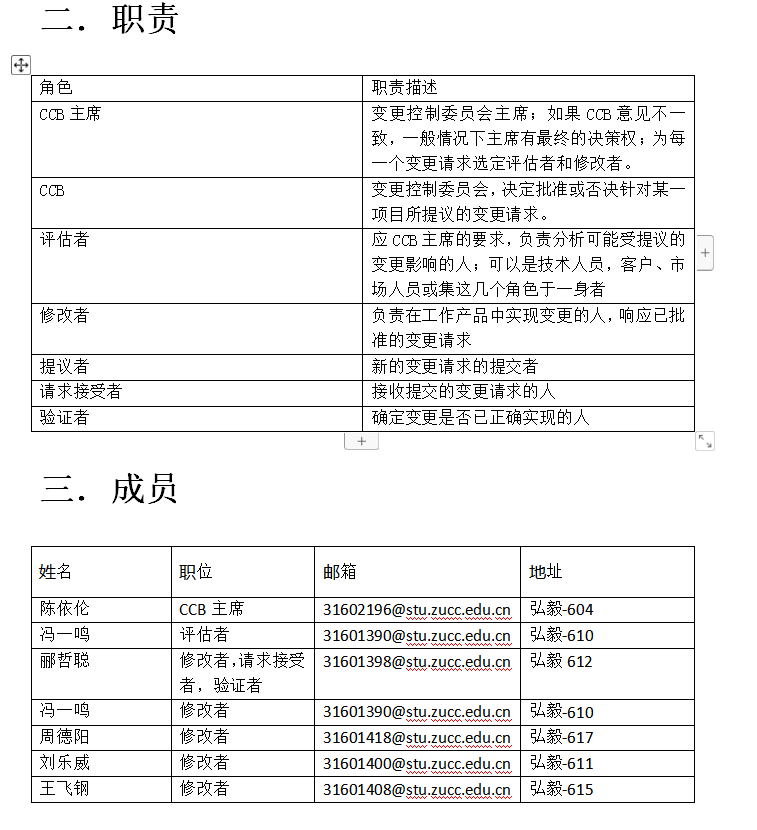 二. 职责
角色 职责描述
CCB 主席 变更控制委员会主席；如果 CCB 意见不一
致，一般情况下主席有最终的决策权；为每
一个变更请求选定评估者和修改者。
CCB 变更控制委员会，决定批准或否决针对某一
项目所提议的变更请求。
评估者 应 CCB 主席的要求，负责分析可能受提议的
变更影响的人；可以是技术人员，客户、市
场人员或集这几个角色于一身者
修改者 负责在工作产品中实现变更的人，响应已批
准的变更请求
提议者 新的变更请求的提交者
请求接受者 接收提交的变更请求的人
验证者 确定变更是否已正确实现的人
三. 成员
姓名 职位 邮箱 地址
陈依伦 CCB 主席 31602196@stu.zucc.edu.cn 弘毅-604
冯一鸣 评估者 31601390@stu.zucc.edu.cn 弘毅-610
郦哲聪 修改者,请求接受 31601398@stu.zucc.edu.cn 弘毅 612
者，验证者
冯一鸣 修改者 31601390@stu.zucc.edu.cn 弘毅-610
周德阳 修改者 31601418@stu.zucc.edu.cn 弘毅-617
刘乐威 修改者 31601400@stu.zucc.edu.cn 弘毅-611
王飞钢 修改者 31601408@stu.zucc.edu.cn 弘毅-615